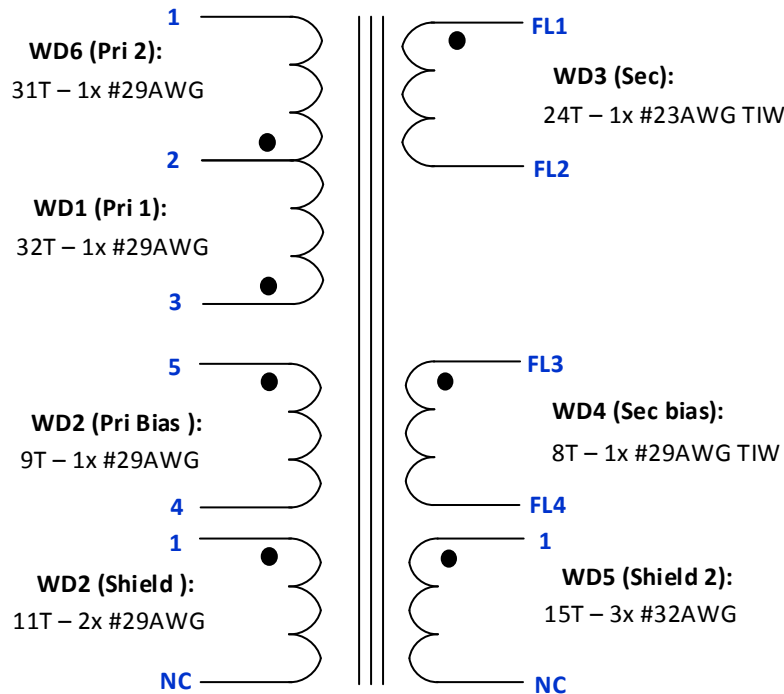 1
WD6 (Pri 2):
31T – 1x #29AWG
2
WD1 (Pri 1):
32T – 1x #29AWG
3
5
WD2 (Pri Bias ):
9T – 1x #29AWG
4
1
WD2 (Shield ):
11T – 2x #29AWG
NC
FL1
WD3 (Sec):
24T – 1x #23AWG TIW
FL2
FL3
WD4 (Sec bias):
8T – 1x #29AWG TIW
FL4
1
WD5 (Shield 2):
15T – 3x #32AWG
NC